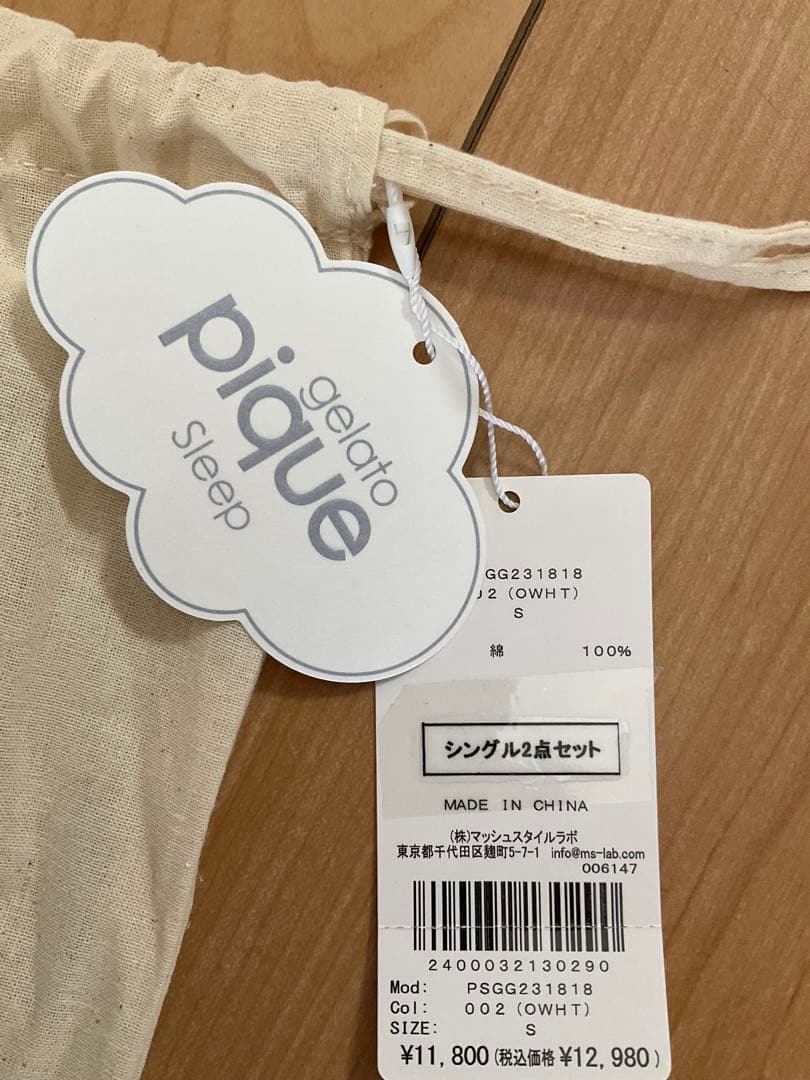 gelato
pique
Sleep
GG231818
2 (OWHT)
S
綿 100%
シングル2点セット
MADE IN CHINA
(株)マッシュスタイルラボ
東京都千代田区麹町5-7-1 info@ms-lab.com
006147
2400032130290
Mod: PSGG231818
Col: 002 (OWHT)
SIZE: S
¥11,800(税込価格¥12,980)